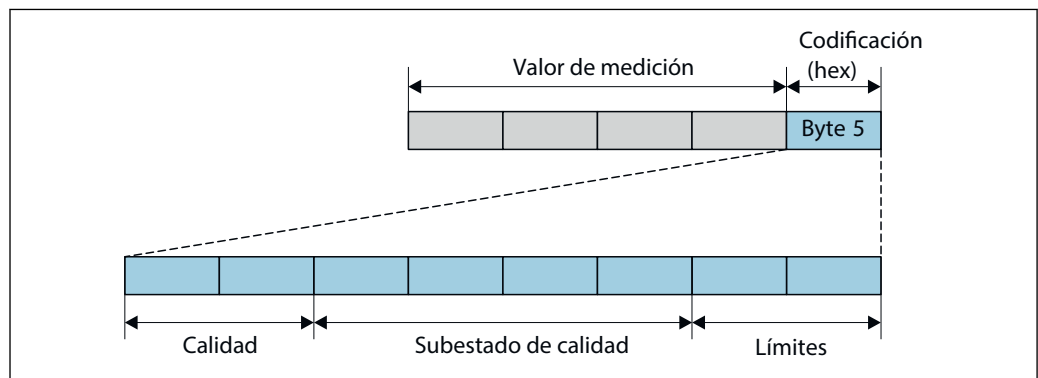 Codificación
Valor de medición (hex)
Byte 5
Calidad Subestado de calidad Límites